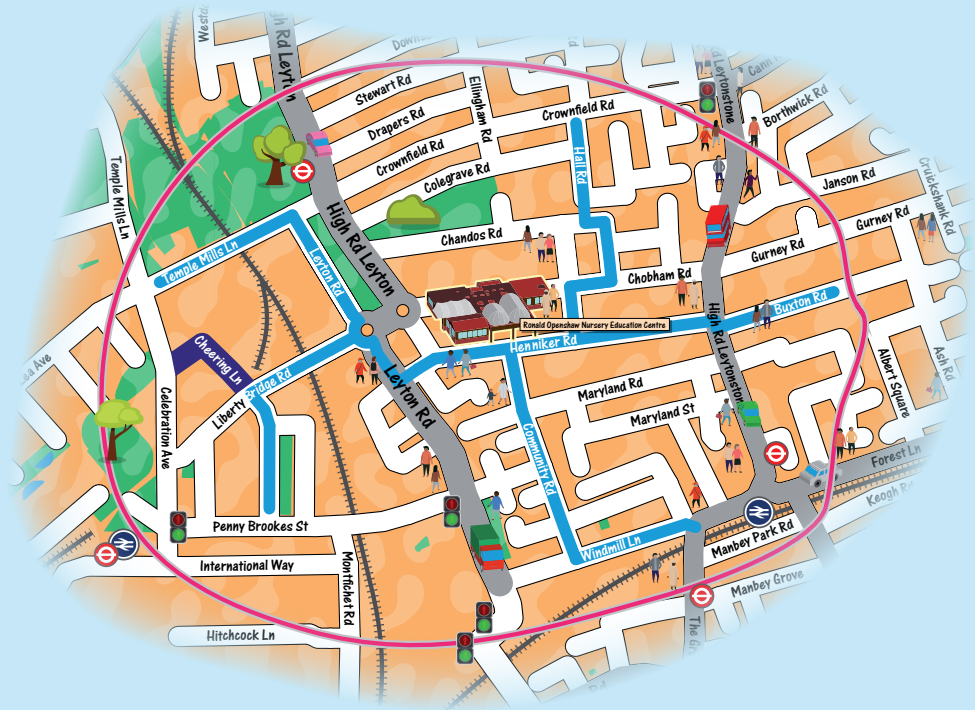 High Rd Leyton
Stewart Rd
Drapers Rd
Crownfield Rd
Colegrave Rd
Ellingham Rd
Crownfield Rd
Hall Rd
Leytonstone
Borthwick Rd
Janson Rd
Cruickshank Rd
Gurney Rd
Gurney Rd
Temple Mills Ln
Temple Mills Ln
Leyton Rd
High Rd Leyton
Chandos Rd
Chobham Rd
Buxton Rd
Ronald Openshaw Nursery Education Centre
Henniker Rd
High Rd Leytonstone
Cheering Ln
Liberty Bridge Rd
Leyton Rd
Maryland Rd
Maryland St
Albert Square
Ash Rd
Celebration Ave
Community Rd
Forest Ln
Keogh Rd
Penny Brookes St
International Way
Montfichet Rd
Windmill Ln
Manbey Park Rd
Manbey Grove
Hitchcock Ln
The
Rd